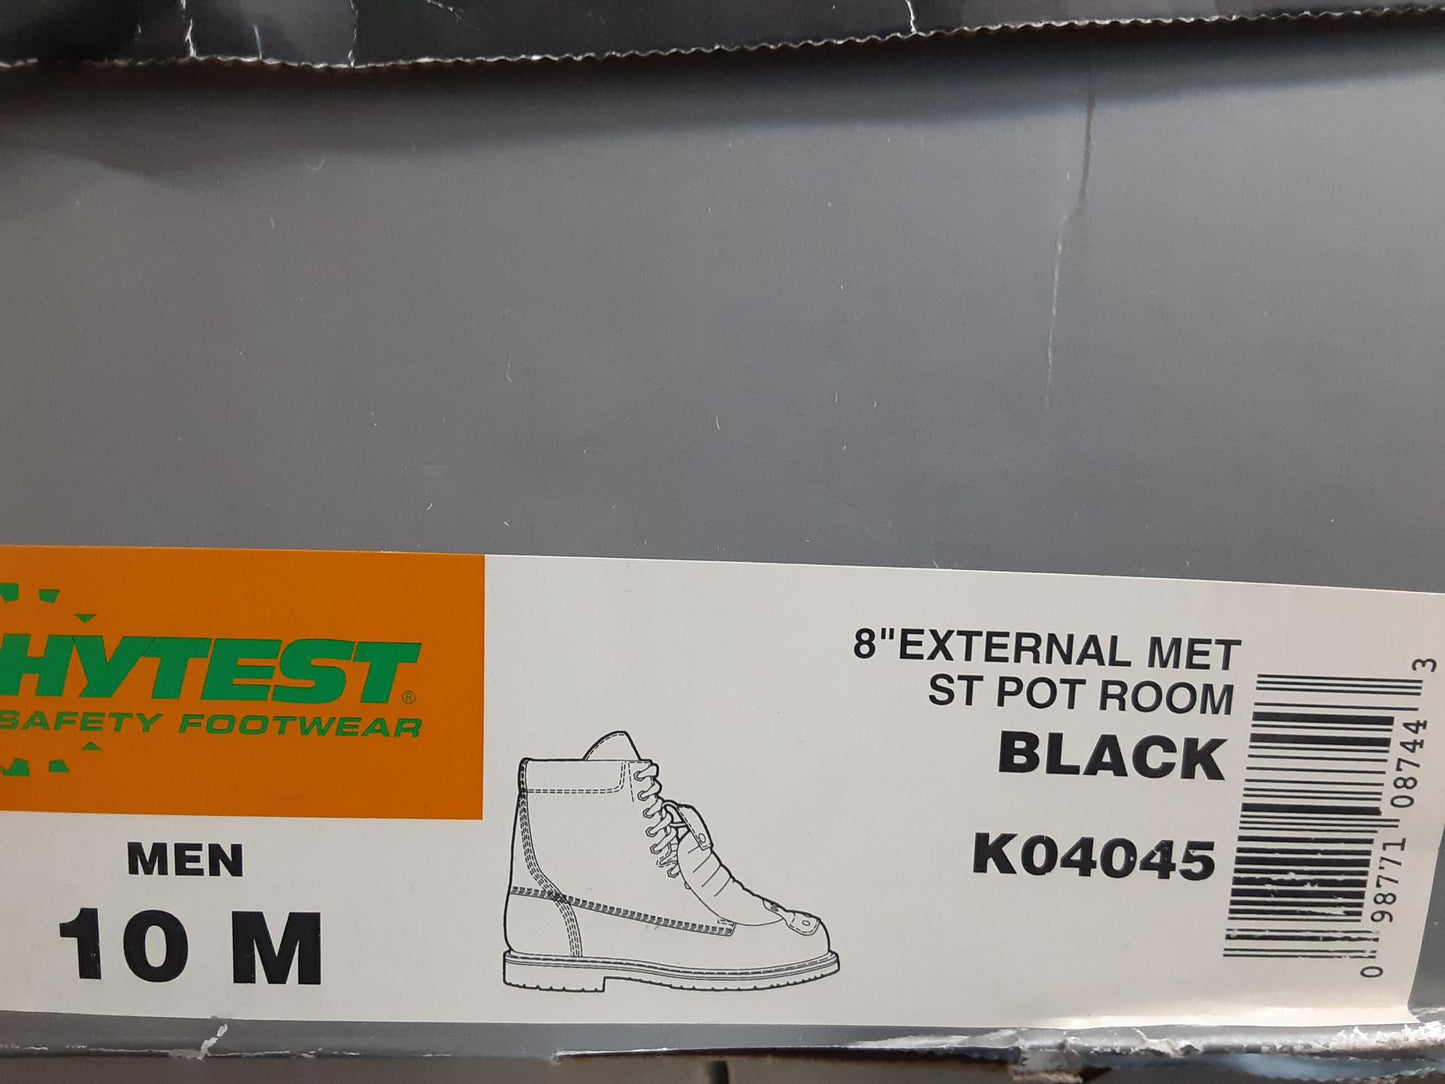 HYTEST®
SAFETY FOOTWEAR
MEN
10 M
8"EXTERNAL MET
ST POT ROOM
BLACK
K04045
0 98771 08744 3